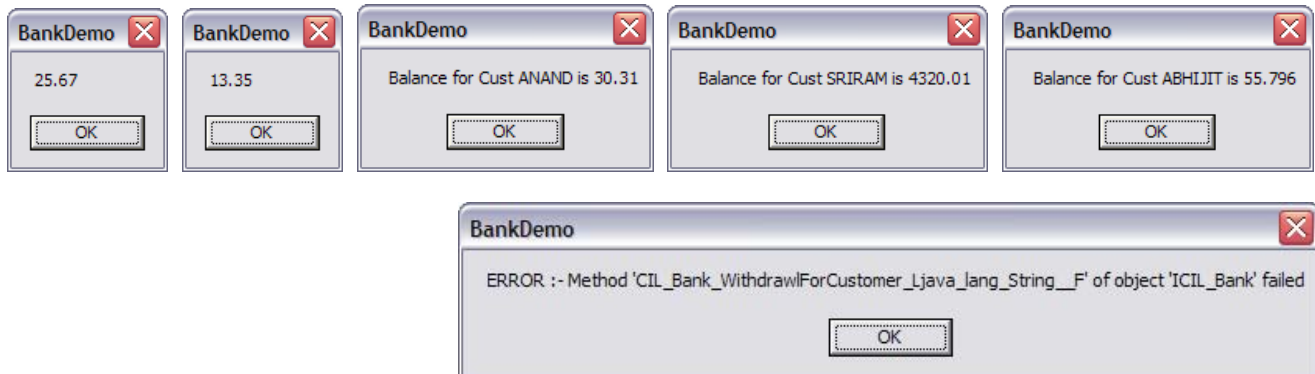 BankDemo
25.67
OK
BankDemo
13.35
OK
BankDemo
Balance for Cust ANAND is 30.31
OK
BankDemo
Balance for Cust SRIRAM is 4320.01
OK
BankDemo
Balance for Cust ABHIJIT is 55.796
OK
BankDemo
ERROR :- Method 'CIL_Bank_WithdrawlForCustomer_Ljava_lang_String__F' of object 'ICIL_Bank' failed
OK